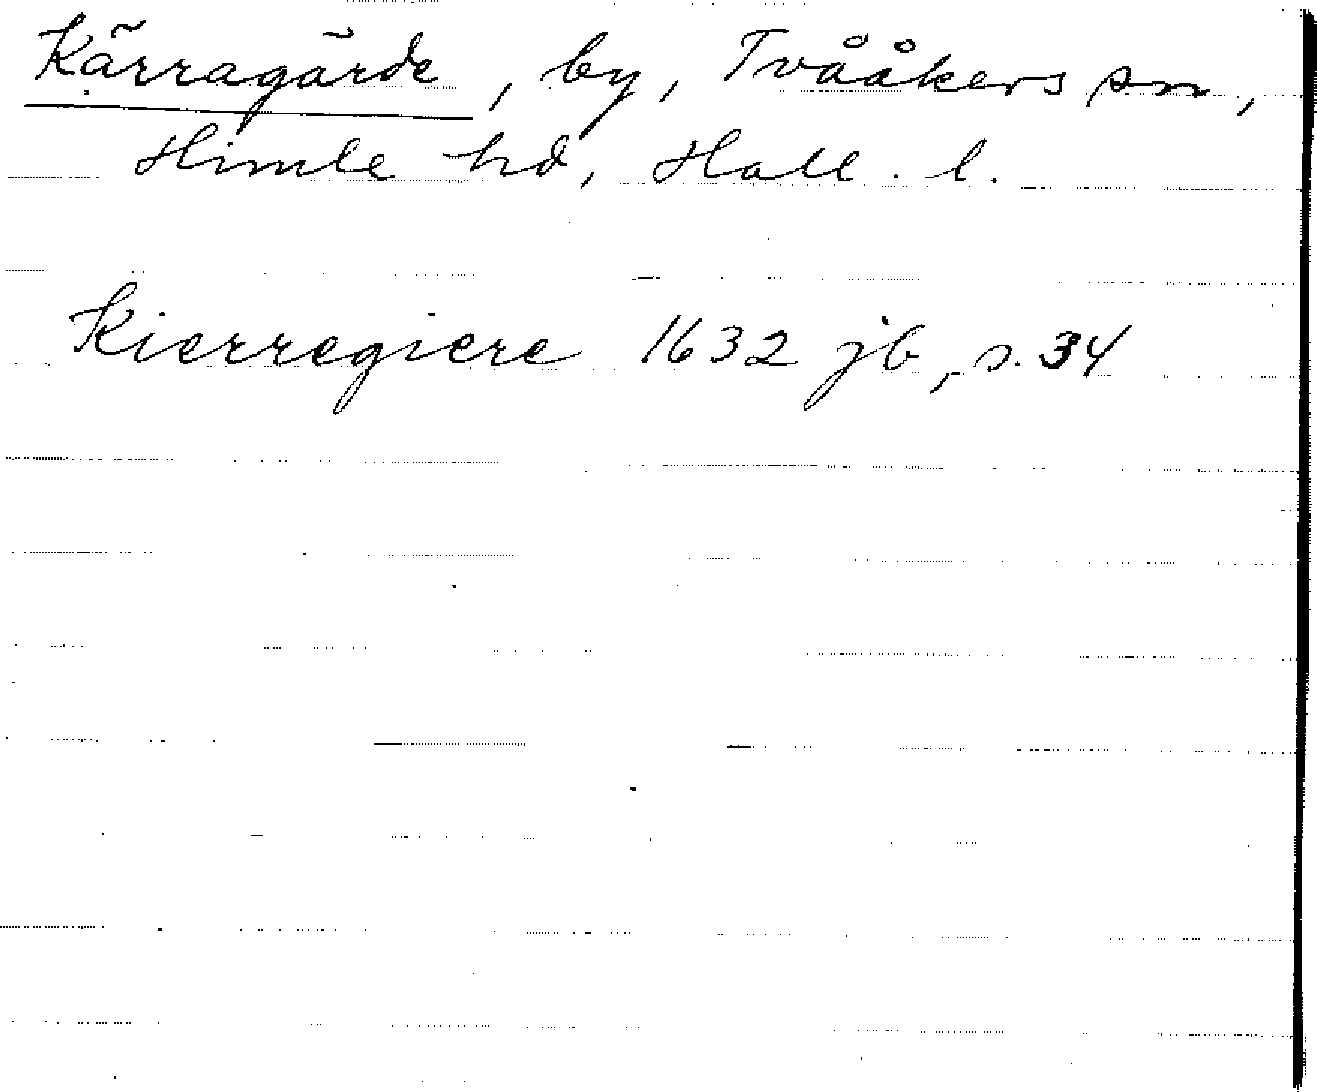 Kärragärde, by, Tvååkers sn,
Himle hd, Hall. l.
Kierregiere 1632 jb, s. 34